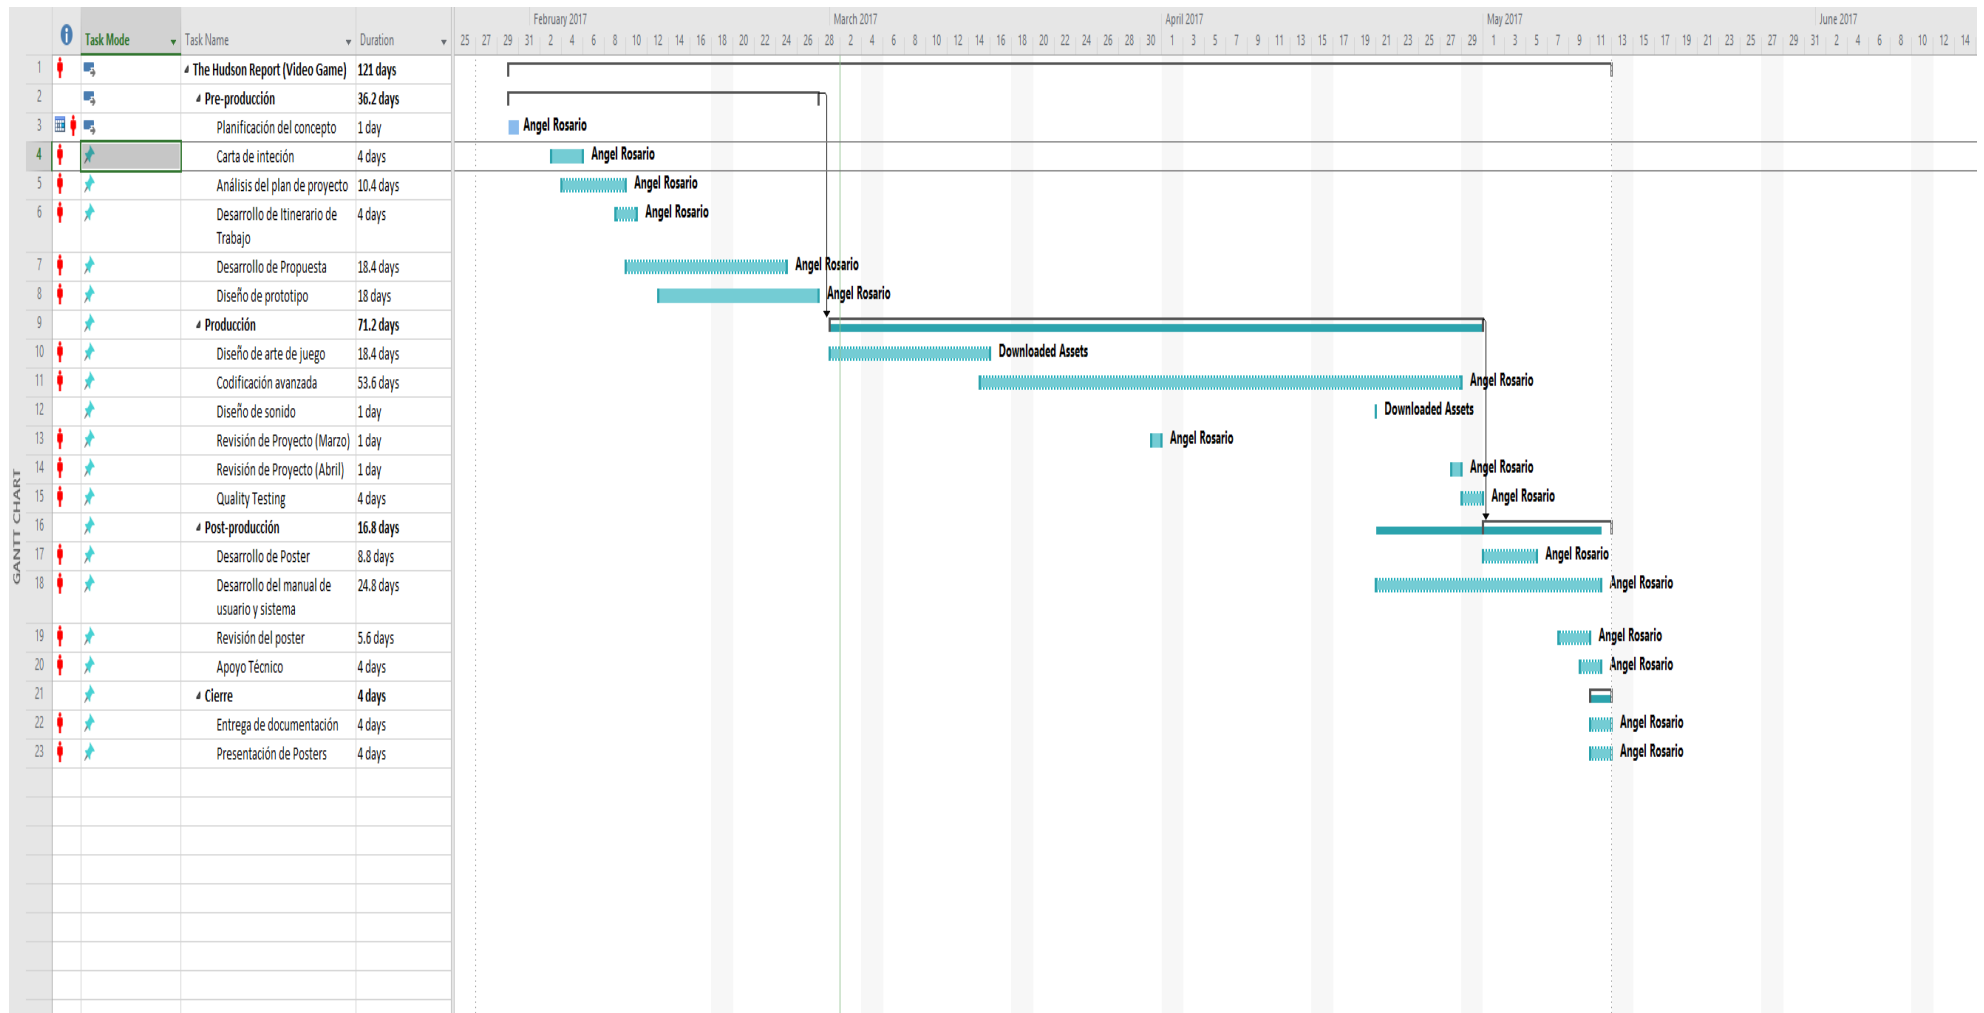 February 2017 March 2017 April 2017 May 2017 June 2017
Task Mode Task Name Duration 25 27 29 31 2 4 6 8 10 12 14 16 18 20 22 24 26 28 2 4 6 8 10 12 14 16 18 20 22 24 26 28 30 1 3 5 7 9 11 13 15 17 19 21 23 25 27 29 1 3 5 7 9 11 13 15 17 19 21 23 25 27 29 31 2 4 6 8 10 12 14
1 The Hudson Report (Video Game) 121 days
2 Pre-producción 36.2 days
3 Planificación del concepto 1 day Angel Rosario
4 Carta de inteción 4 days Angel Rosario
5 Análisis del plan de proyecto 10.4 days Angel Rosario
6 Desarrollo de Itinerario de 4 days Angel Rosario
Trabajo
7 Desarrollo de Propuesta 18.4 days Angel Rosario
8 Diseño de prototipo 18 days Angel Rosario
9 Producción 71.2 days
10 Diseño de arte de juego 18.4 days Downloaded Assets
11 Codificación avanzada 53.6 days Angel Rosario
12 Diseño de sonido 1 day Downloaded Assets
13 Revisión de Proyecto (Marzo) 1 day Angel Rosario
14 Revisión de Proyecto (Abril) 1 day Angel Rosario
15 Quality Testing 4 days Angel Rosario
16 Post-producción 16.8 days
17 Desarrollo de Poster 8.8 days Angel Rosario
18 Desarrollo del manual de 24.8 days Angel Rosario
usuario y sistema
19 Revisión del poster 5.6 days Angel Rosario
20 Apoyo Técnico 4 days Angel Rosario
21 Cierre 4 days
22 Entrega de documentación 4 days Angel Rosario
23 Presentación de Posters 4 days Angel Rosario
GANTT CHART